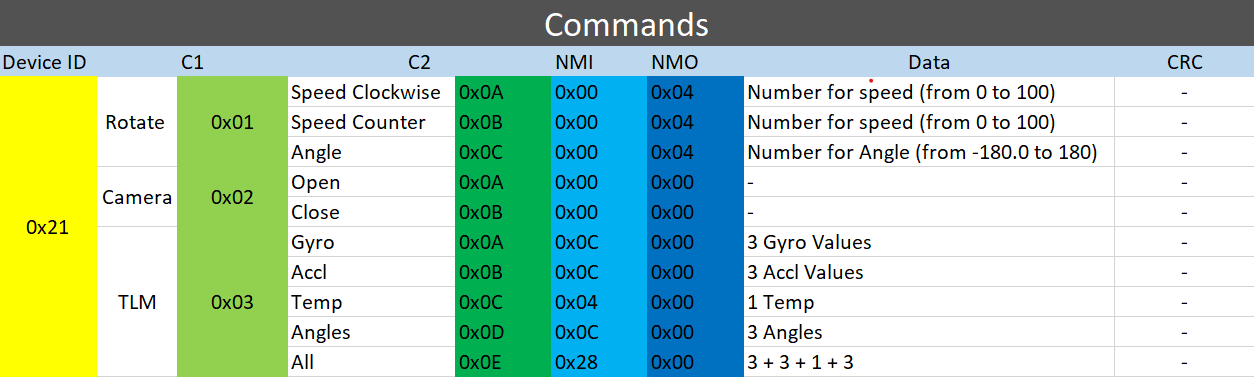 Commands
Device ID C1 C2 NMI NMO Data CRC
Speed Clockwise 0x0A 0x00 0x04 Number for speed (from 0 to 100) -
Rotate 0x01 Speed Counter 0x0B 0x00 0x04 Number for speed (from 0 to 100) -
Angle 0x0C 0x00 0x04 Number for Angle (from -180.0 to 180) -
Open 0x0A 0x00 0x00 - -
Camera 0x02
Close 0x0B 0x00 0x00 - -
0x21
Gyro 0x0A 0x0C 0x00 3 Gyro Values -
Accl 0x0B 0x0C 0x00 3 Accl Values -
TLM 0x03 Temp 0x0C 0x04 0x00 1 Temp -
Angles 0x0D 0x0C 0x00 3 Angles -
All 0x0E 0x28 0x00 3 + 3 + 1 + 3 -